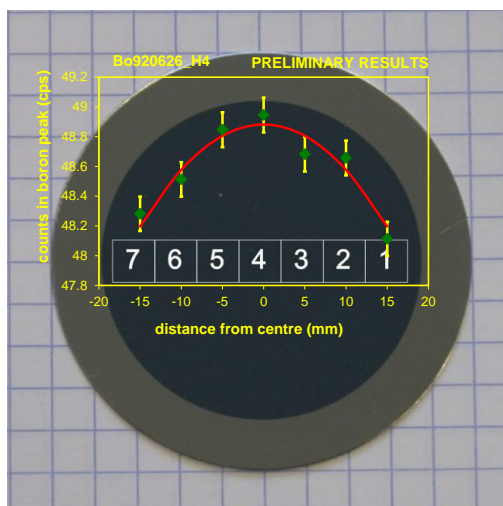 Bo920626_H4 PRELIMINARY RESULTS
counts in boron peak (cps)
49.2
49
48.8
48.6
48.4
48.2
48
47.8
7 6 5 4 3 2 1
-20 -15 -10 -5 0 5 10 15 20
distance from centre (mm)